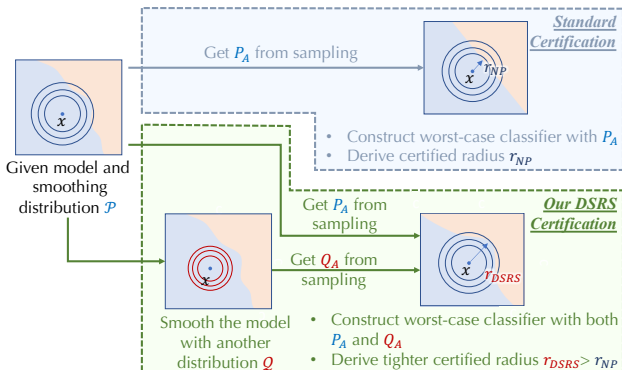 Standard
Certification
Get P_A from sampling
r_NP
x
x
• Construct worst-case classifier with P_A
• Derive certified radius r_NP
Given model and
smoothing
distribution 𝒫
Our DSRS
Certification
Get P_A from
sampling
Get Q_A from
sampling
x
x
r_DSRS
Smooth the model
with another
distribution 𝒬
• Construct worst-case classifier with both
P_A and Q_A
• Derive tighter certified radius r_DSRS > r_NP